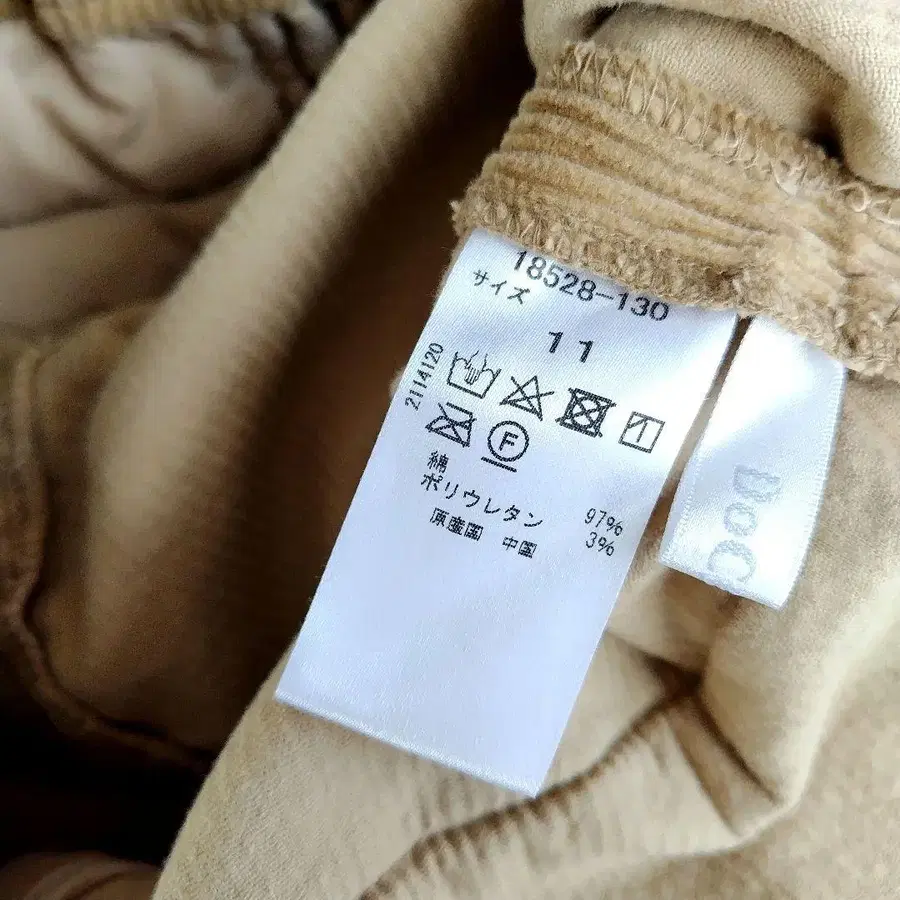 18528-130
サイズ
11
2114120
F
綿 97%
ポリウレタン 3%
原産国 中国
DoC